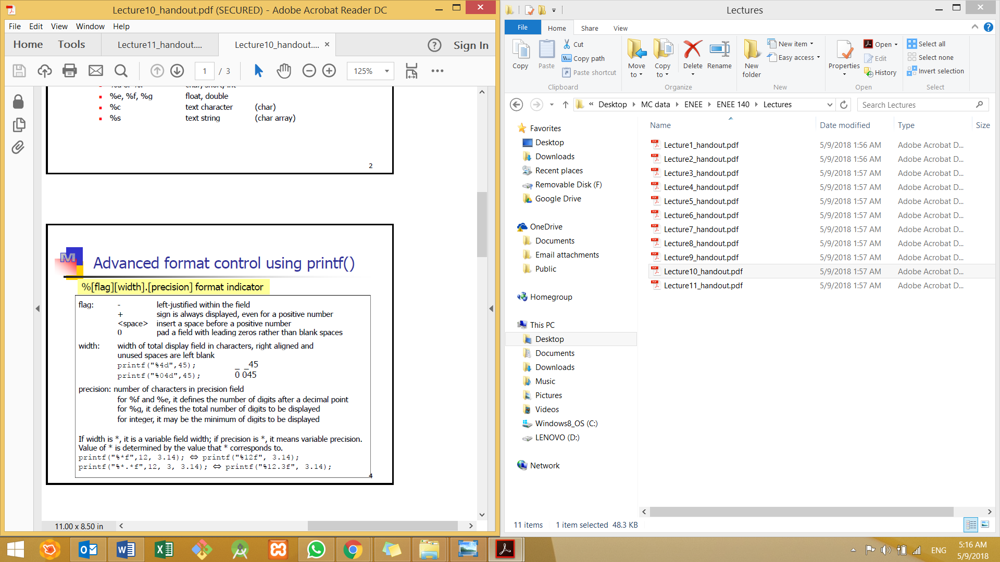 Lecture10_handout.pdf (SECURED) - Adobe Acrobat Reader DC
File Edit View Window Help
Home Tools Lecture11_handout.... Lecture10_handout.... × ? Sign In
1 / 3 125%
%e, %f, %g float, double
%c text character (char)
%s text string (char array)
2
M
Advanced format control using printf()
%[flag][width].[precision] format indicator
flag: - left-justified within the field
+ sign is always displayed, even for a positive number
<space> insert a space before a positive number
0 pad a field with leading zeros rather than blank spaces
width: width of total display field in characters, right aligned and
unused spaces are left blank
printf("%4d",45); _ _45
printf("%04d",45); 0 045
precision: number of characters in precision field
for %f and %e, it defines the number of digits after a decimal point
for %g, it defines the total number of digits to be displayed
for integer, it may be the minimum of digits to be displayed
If width is *, it is a variable field width; if precision is *, it means variable precision.
Value of * is determined by the value that * corresponds to.
printf("%*f",12, 3.14); ⇔ printf("%12f", 3.14);
printf("%*.*f",12, 3, 3.14); ⇔ printf("%12.3f", 3.14);
4
11.00 x 8.50 in
Lectures
File Home Share View
Copy
Paste
Cut
Copy path
Paste shortcut
Clipboard
Move to
Copy to
Delete
Rename
Organize
New folder
New item
Easy access
New
Properties
Open
Edit
History
Open
Select all
Select none
Invert selection
Select
« Desktop MC data ENEE ENEE 140 Lectures
Search Lectures
Favorites
Desktop
Downloads
Recent places
Removable Disk (F)
Google Drive
OneDrive
Documents
Email attachments
Public
Homegroup
This PC
Desktop
Documents
Downloads
Music
Pictures
Videos
Windows8_OS (C:)
LENOVO (D:)
Network
Name Date modified Type Size
Lecture1_handout.pdf 5/9/2018 1:56 AM Adobe Acrobat D...
Lecture2_handout.pdf 5/9/2018 1:56 AM Adobe Acrobat D...
Lecture3_handout.pdf 5/9/2018 1:57 AM Adobe Acrobat D...
Lecture4_handout.pdf 5/9/2018 1:57 AM Adobe Acrobat D...
Lecture5_handout.pdf 5/9/2018 1:57 AM Adobe Acrobat D...
Lecture6_handout.pdf 5/9/2018 1:57 AM Adobe Acrobat D...
Lecture7_handout.pdf 5/9/2018 1:57 AM Adobe Acrobat D...
Lecture8_handout.pdf 5/9/2018 1:57 AM Adobe Acrobat D...
Lecture9_handout.pdf 5/9/2018 1:57 AM Adobe Acrobat D...
Lecture10_handout.pdf 5/9/2018 1:57 AM Adobe Acrobat D...
Lecture11_handout.pdf 5/9/2018 1:57 AM Adobe Acrobat D...
11 items 1 item selected 48.3 KB
ENG
5:16 AM
5/9/2018